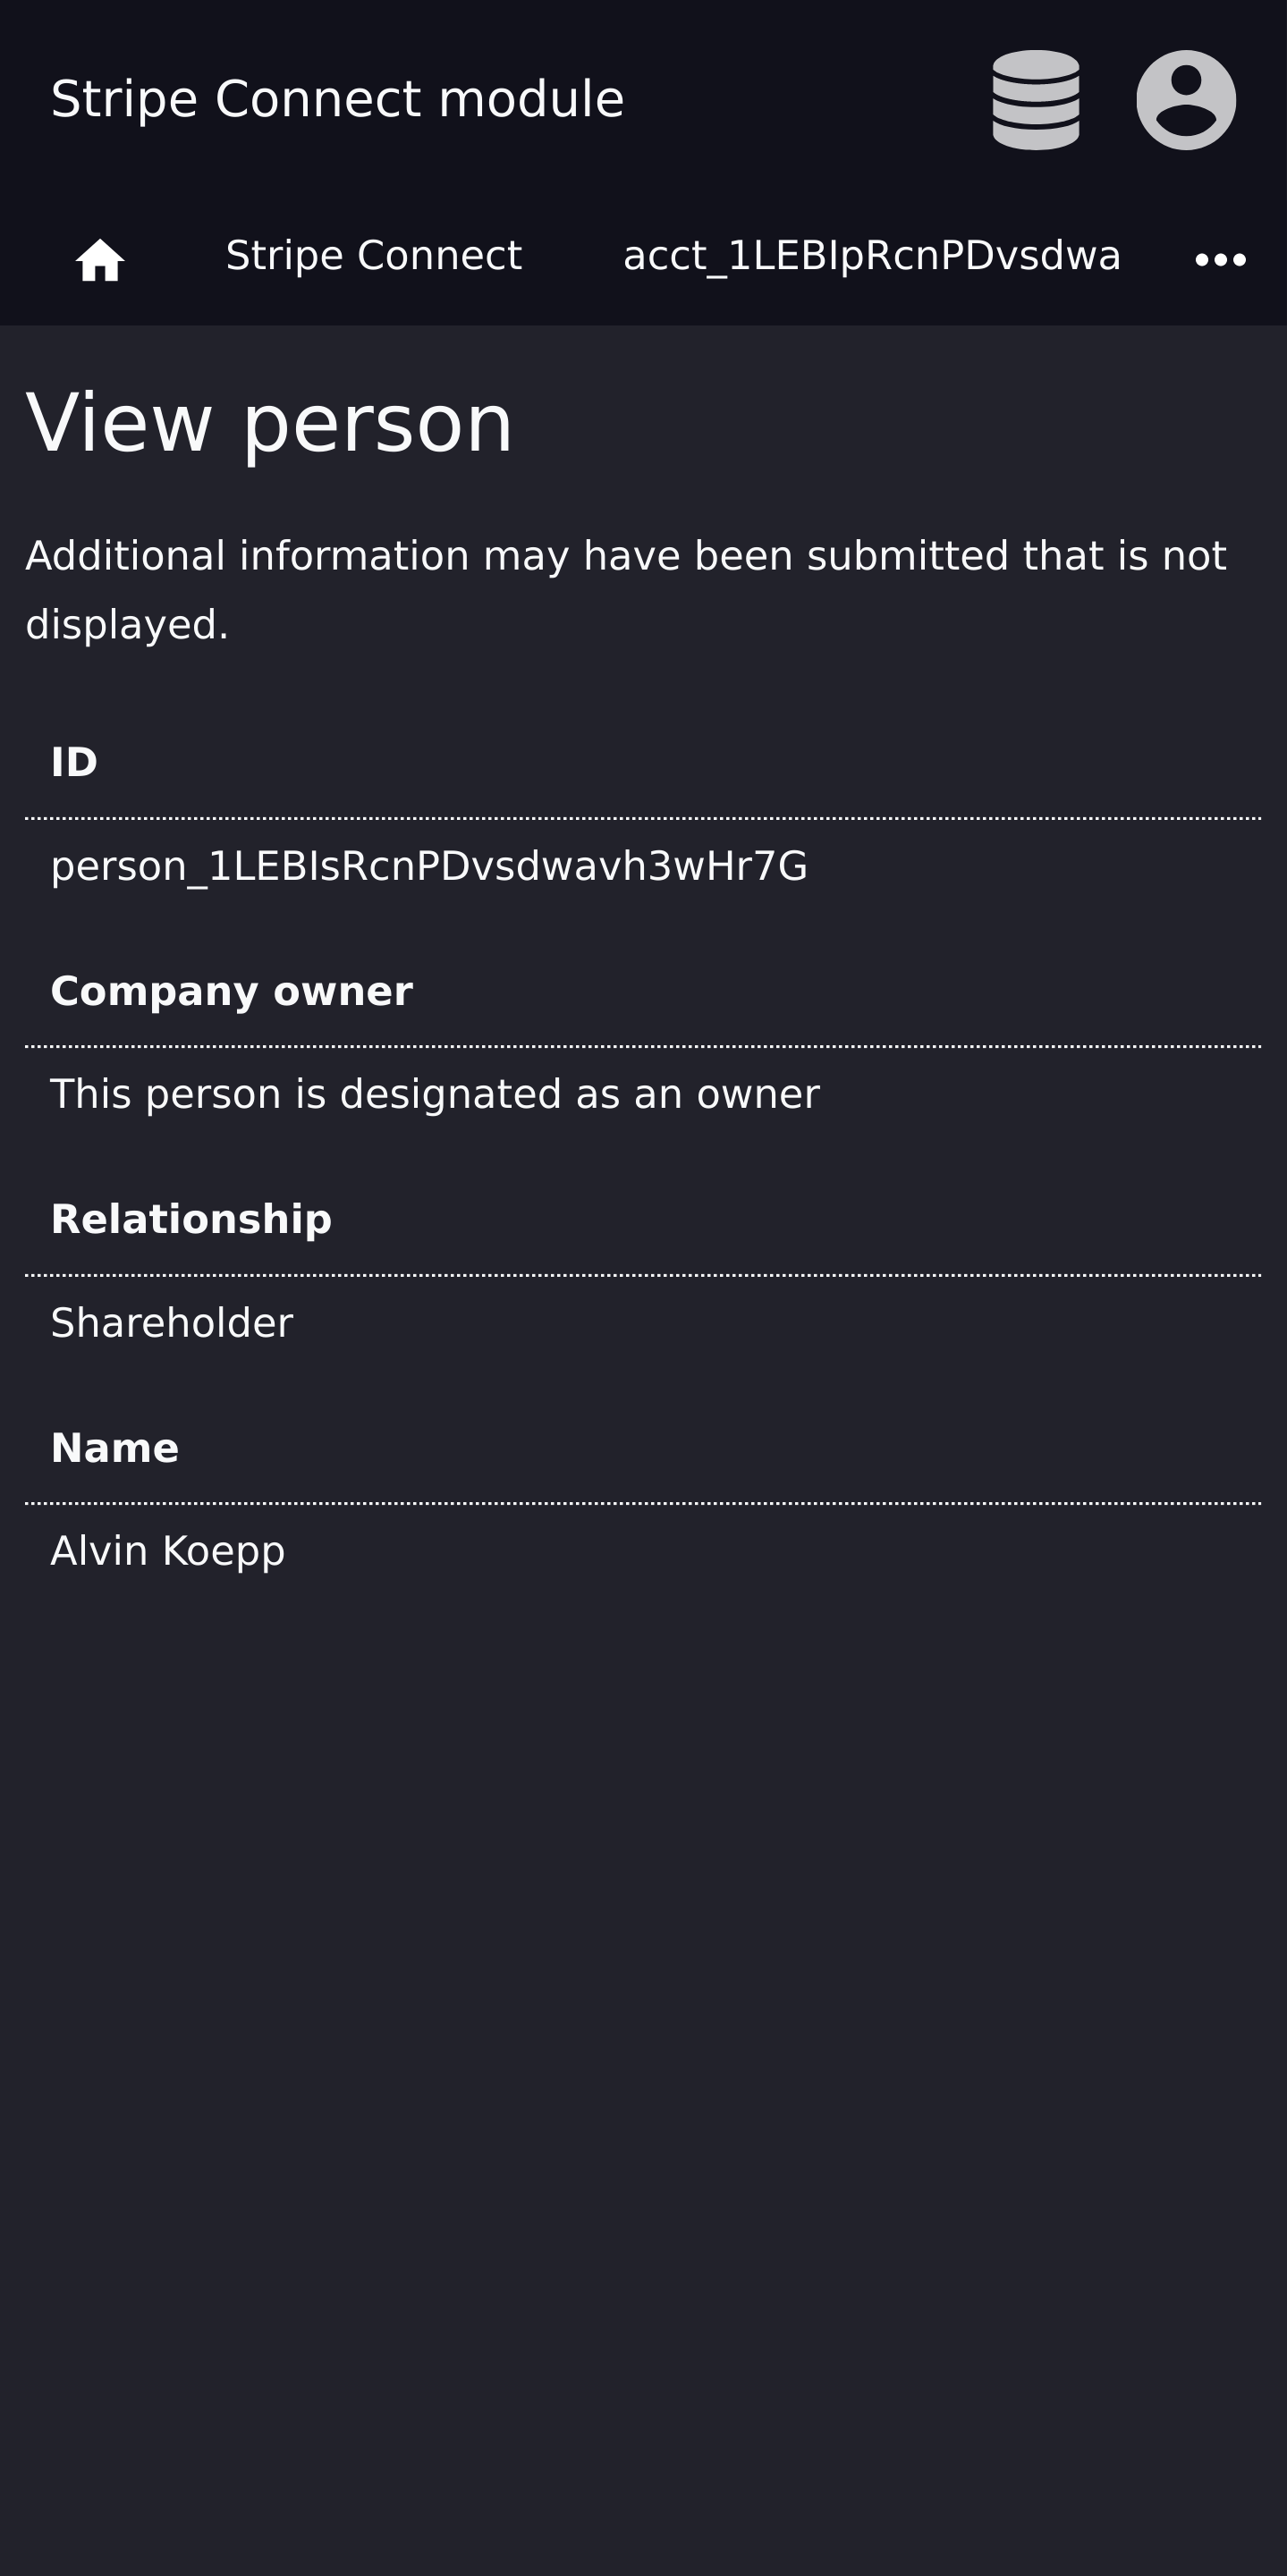 Stripe Connect module
Stripe Connect acct_1LEBIpRcnPDvsdwa
View person
Additional information may have been submitted that is not
displayed.
ID
person_1LEBIsRcnPDvsdwavh3wHr7G
Company owner
This person is designated as an owner
Relationship
Shareholder
Name
Alvin Koepp